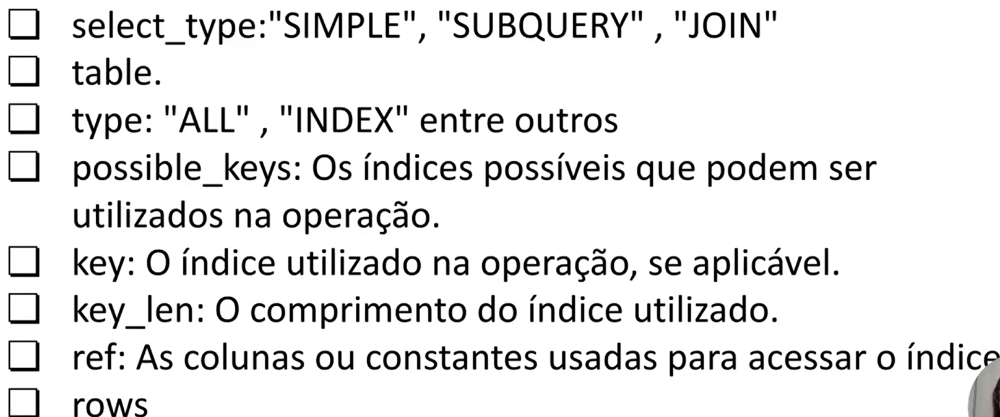 select_type:"SIMPLE", "SUBQUERY" , "JOIN"
table.
type: "ALL" , "INDEX" entre outros
possible_keys: Os índices possíveis que podem ser
utilizados na operação.
key: O índice utilizado na operação, se aplicável.
key_len: O comprimento do índice utilizado.
ref: As colunas ou constantes usadas para acessar o índice
rows